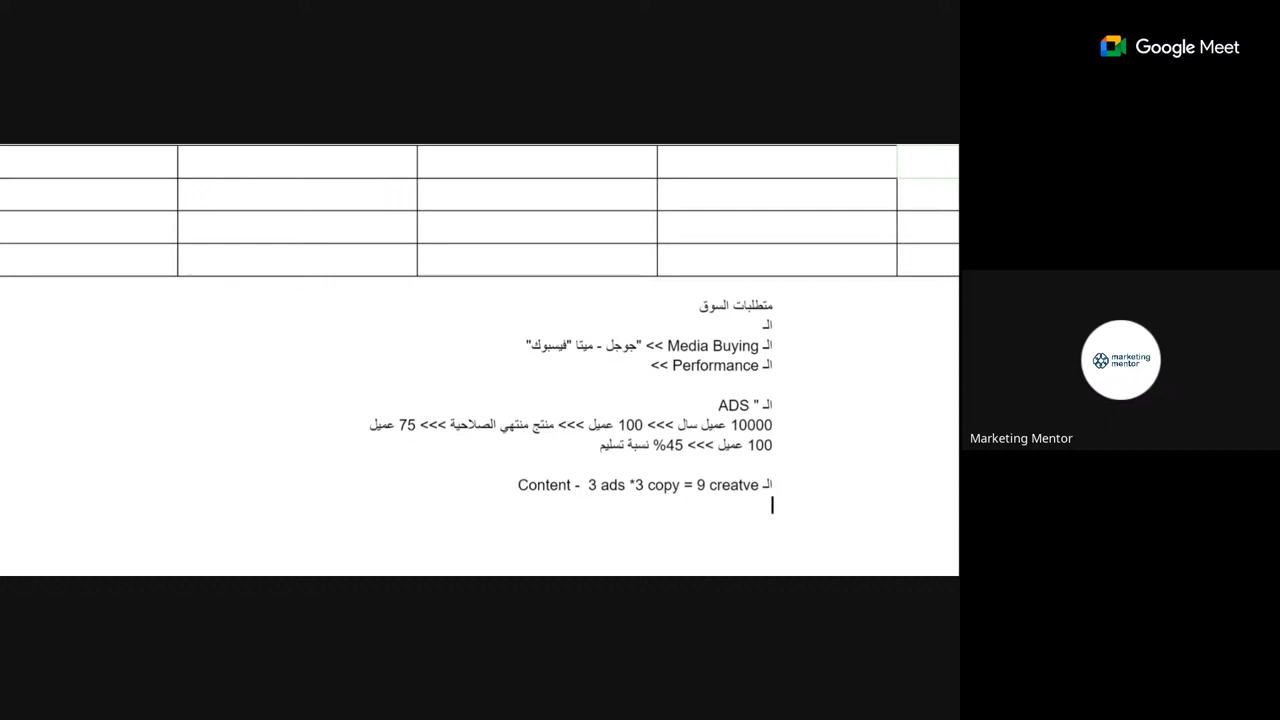 Google Meet
متطلبات السوق
الـ
الـ Media Buying >> "جوجل - ميتا "فيسبوك"
الـ Performance >>
الـ " ADS
10000 عميل سال >>> 100 عميل >>> منتج منتهي الصلاحية >>> 75 عميل
100 عميل >>> 45% نسبة تسليم
الـ Content - 3 ads *3 copy = 9 creatve
marketing
mentor
Marketing Mentor